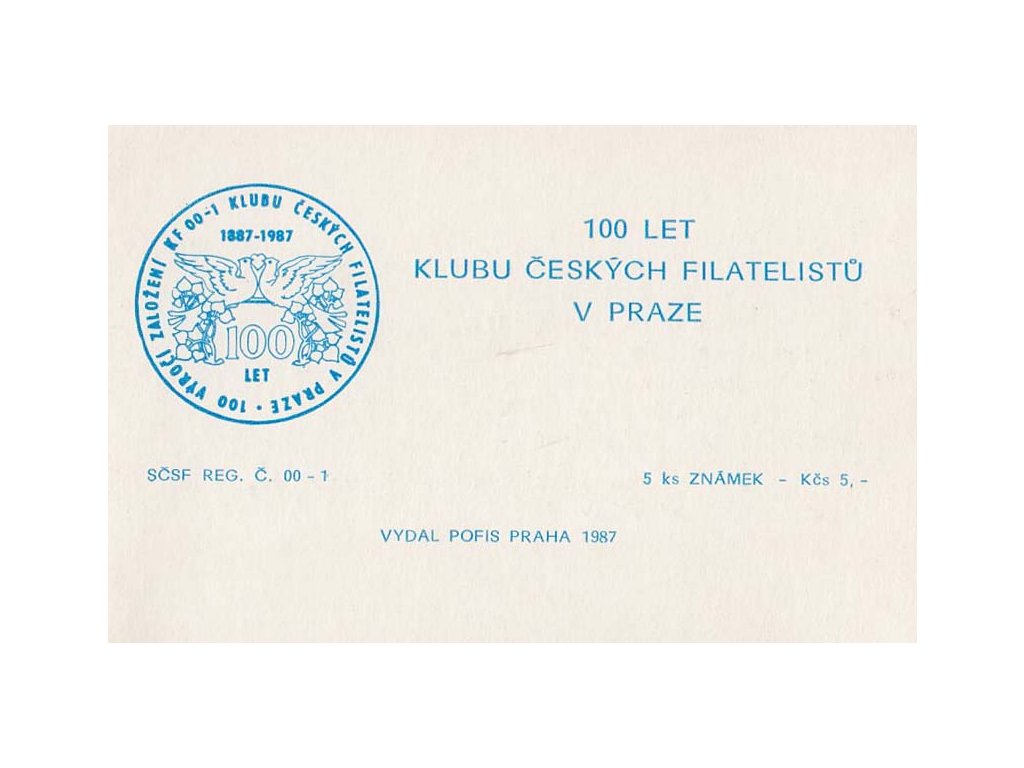 100 VÝROČÍ ZALOŽENÍ KF 00-1 KLUBU ČESKÝCH FILATELISTŮ V PRAZE •
1887-1987
100
LET
100 LET
KLUBU ČESKÝCH FILATELISTŮ
V PRAZE
SČSF REG. Č. 00 - 1
5 ks ZNÁMEK - Kčs 5,-
VYDAL POFIS PRAHA 1987